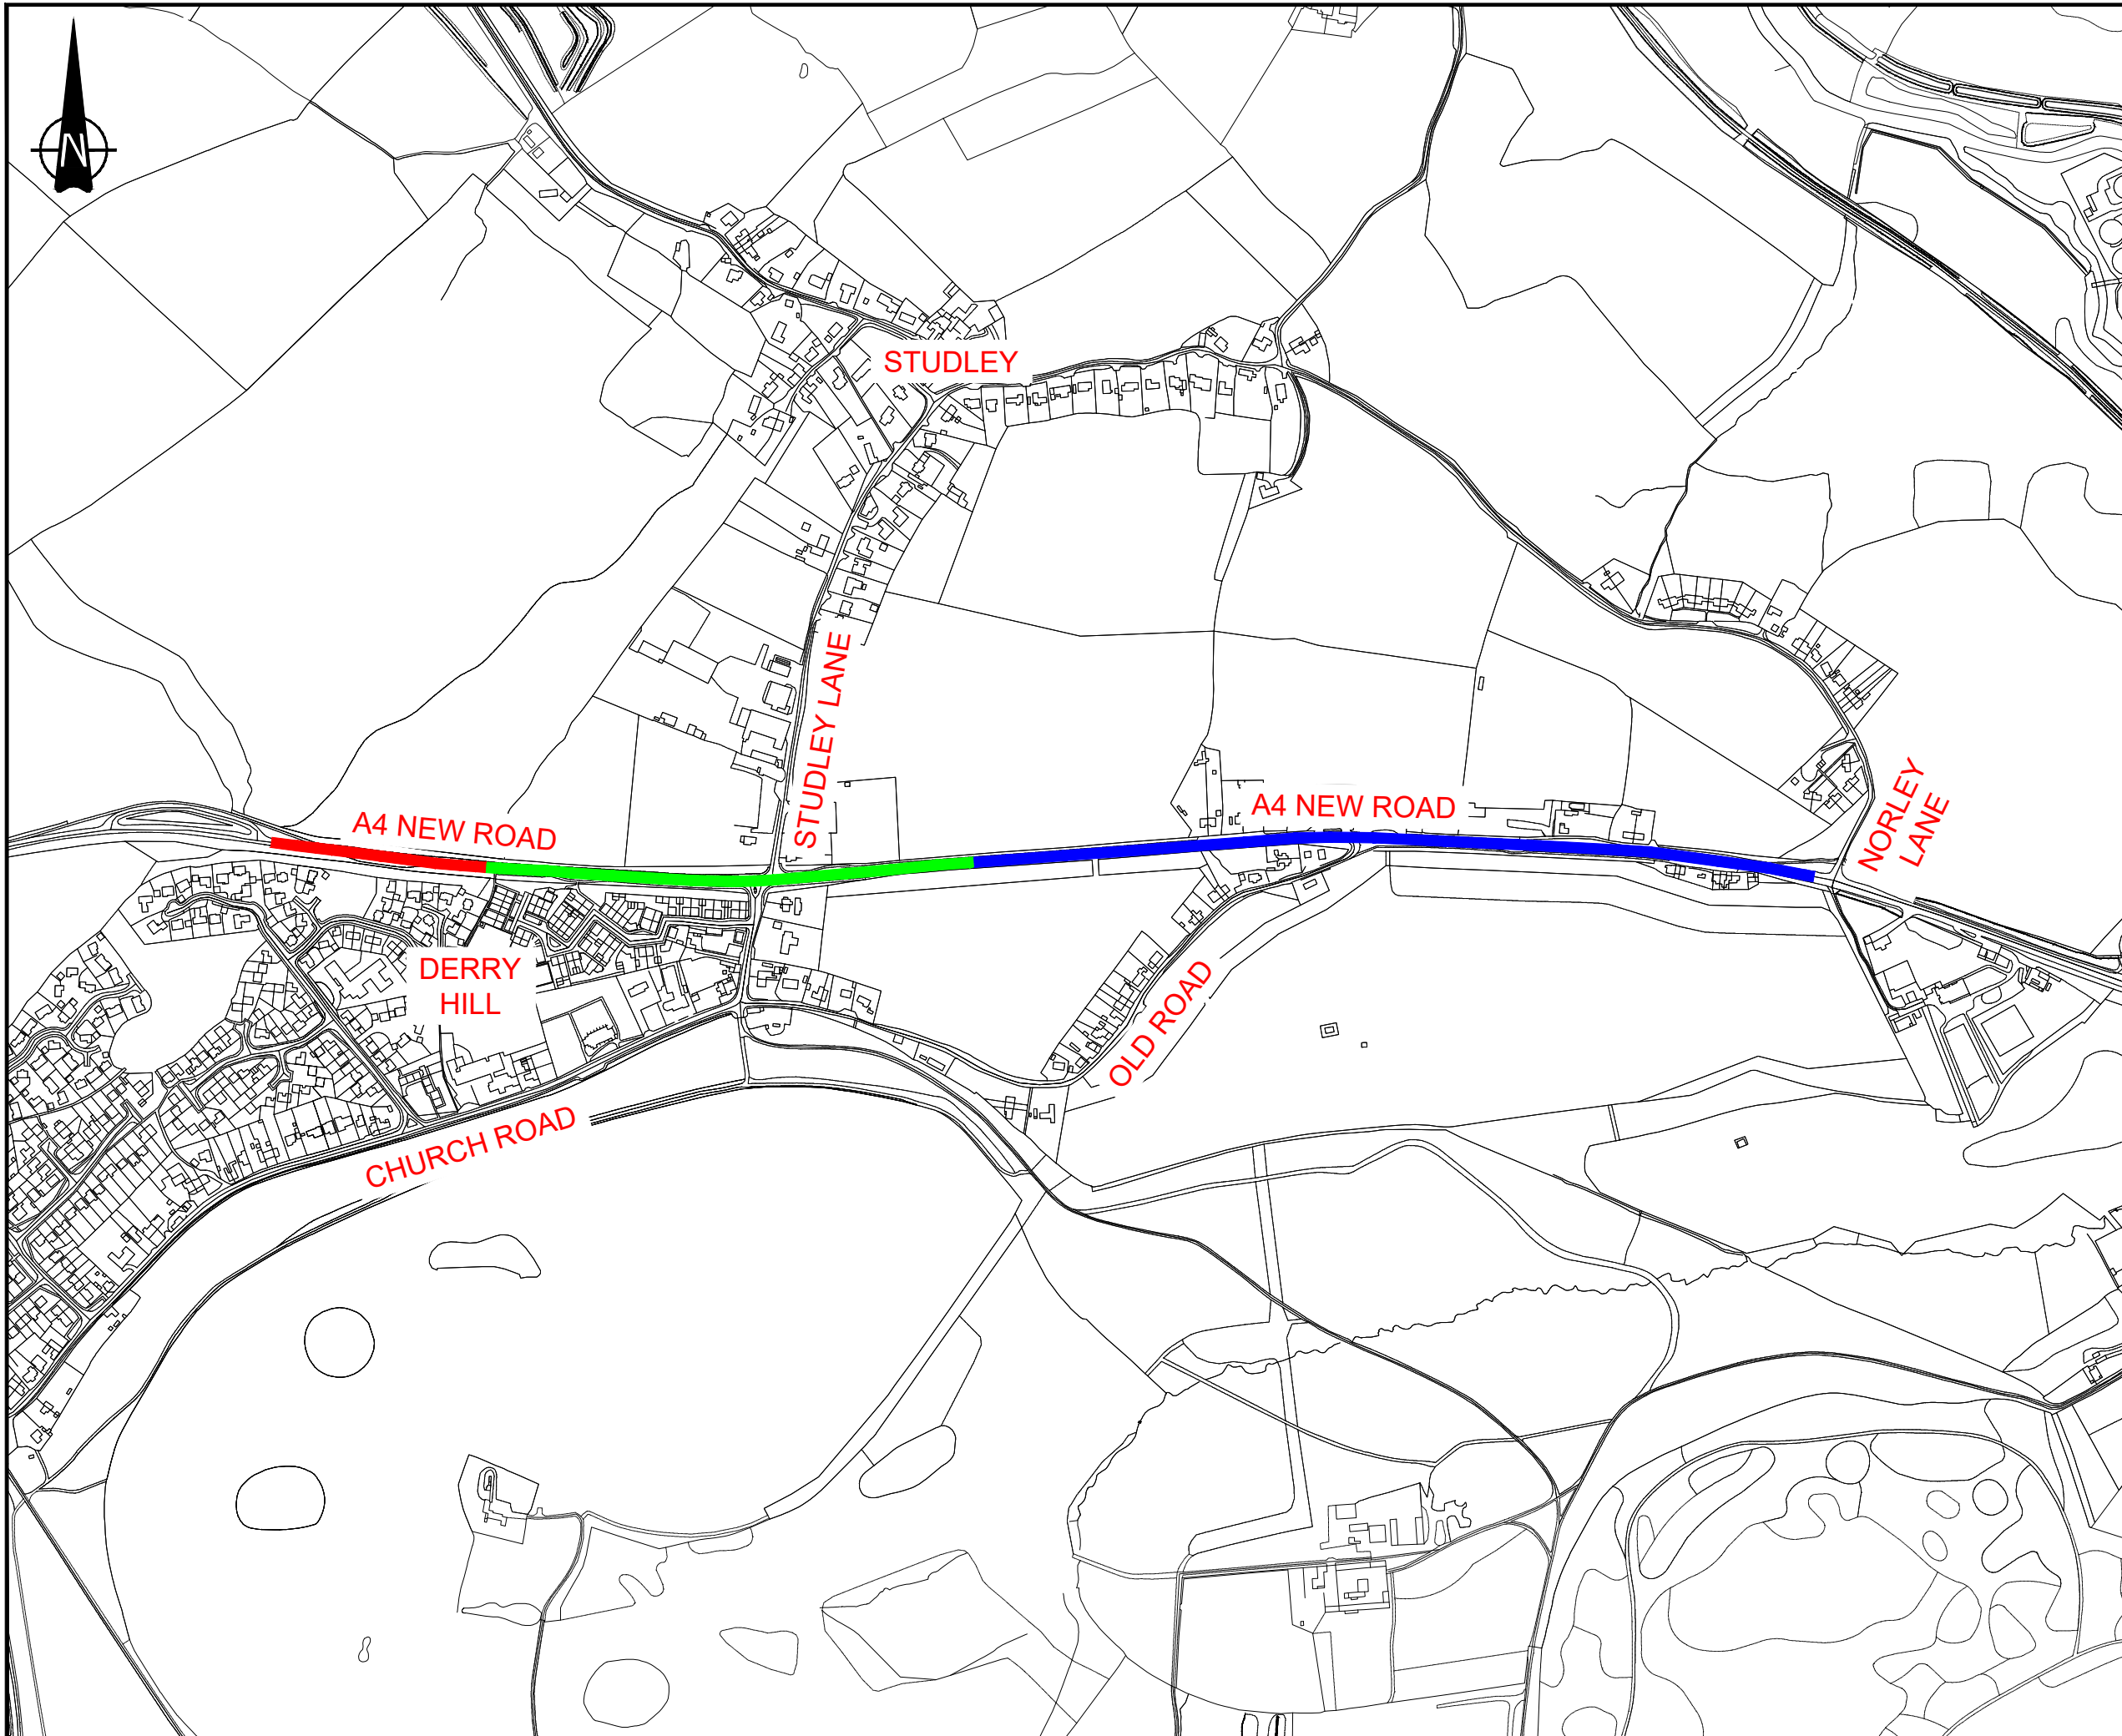 N
STUDLEY
STUDLEY LANE
A4 NEW ROAD
A4 NEW ROAD
NORLEY
LANE
DERRY
HILL
OLD ROAD
CHURCH ROAD